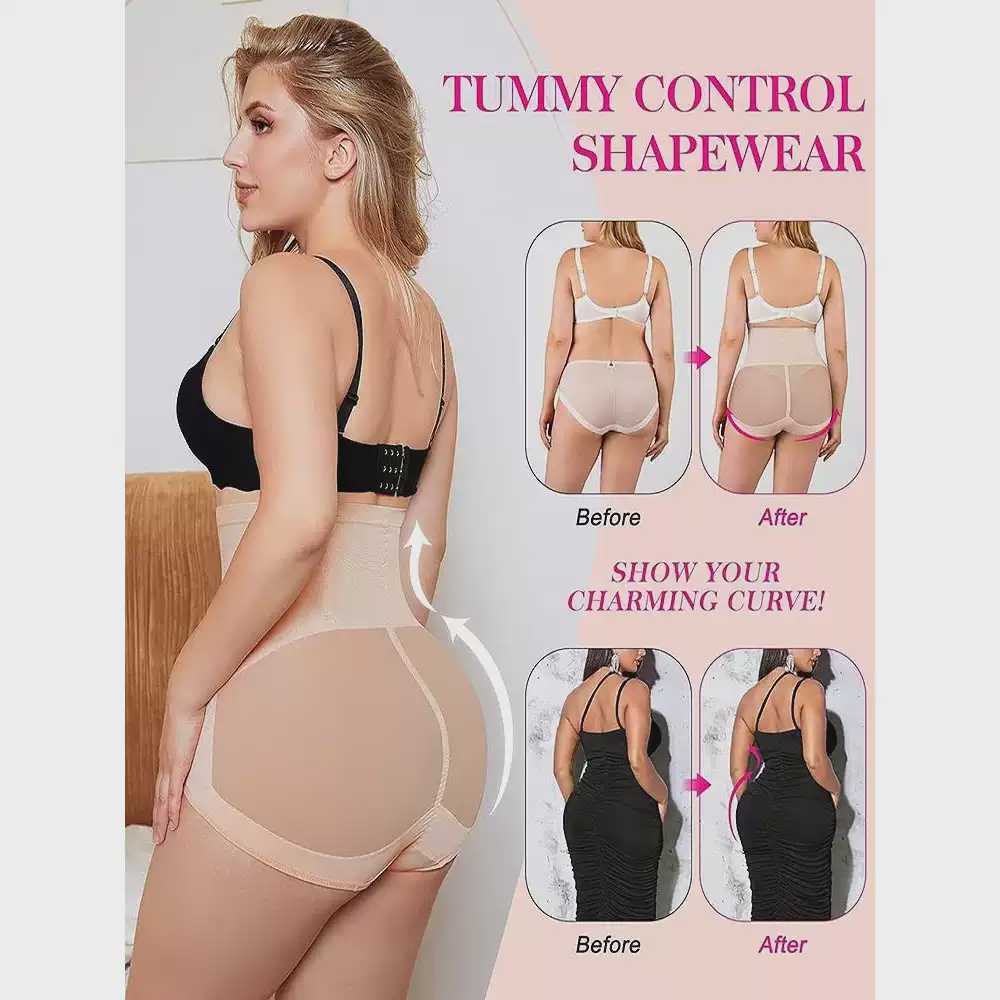 TUMMY CONTROL
SHAPEWEAR
Before
After
SHOW YOUR
CHARMING CURVE!
Before
After